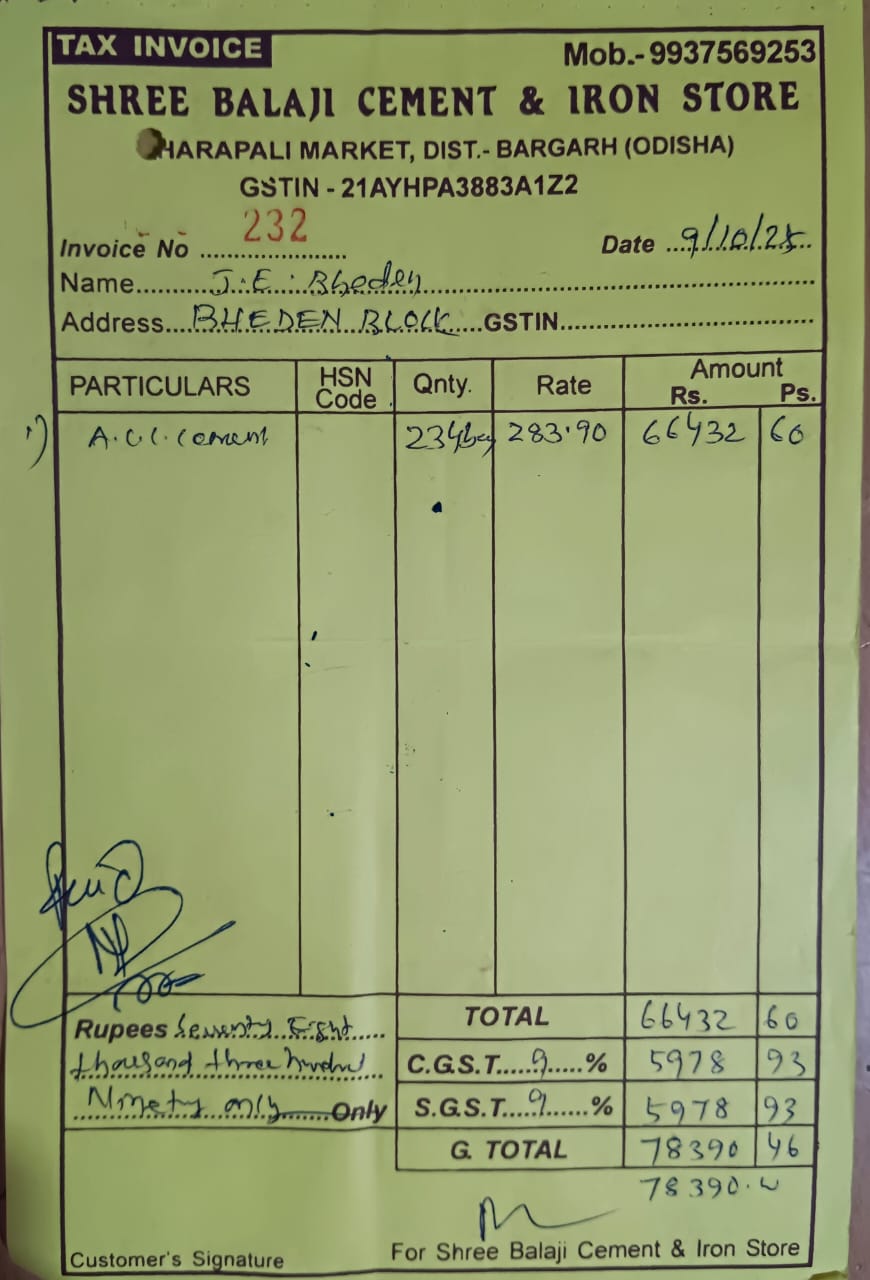 TAX INVOICE
Mob.- 9937569253
SHREE BALAJI CEMENT & IRON STORE
HARAPALI MARKET, DIST.- BARGARH (ODISHA)
GSTIN - 21AYHPA3883A1Z2
Invoice No 232 Date 9/10/25
Name J.E. Bheden
Address BHEDEN BLOCK GSTIN
PARTICULARS HSN Code Qnty. Rate Amount Rs. Ps.
1) A.C.C. Cement 234bag 283.90 66432 60
TOTAL 66432 60
Rupees Seventy Eight
thousand three hundred
Ninety only Only
C.G.S.T. 9 % 5978 93
S.G.S.T. 9 % 5978 93
G. TOTAL 78390 46
78390.
Customer's Signature
For Shree Balaji Cement & Iron Store